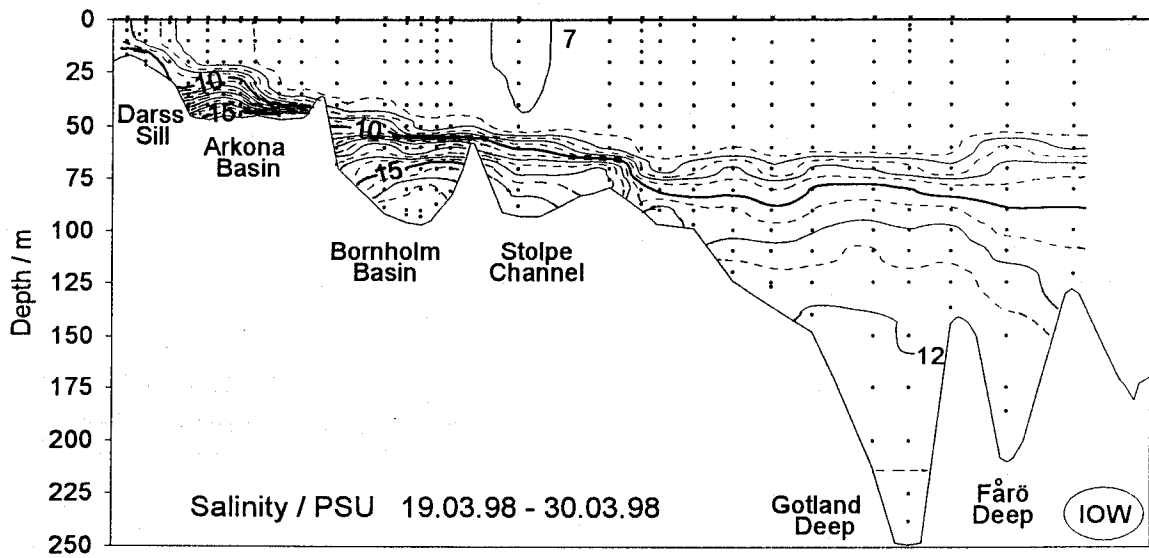 0
25
50
75
100
125
150
175
200
225
250
Depth / m
7
10
15
10
15
12
Darss
Sill
Arkona
Basin
Bornholm
Basin
Stolpe
Channel
Gotland
Deep
Fårö
Deep
IOW
Salinity / PSU 19.03.98 - 30.03.98